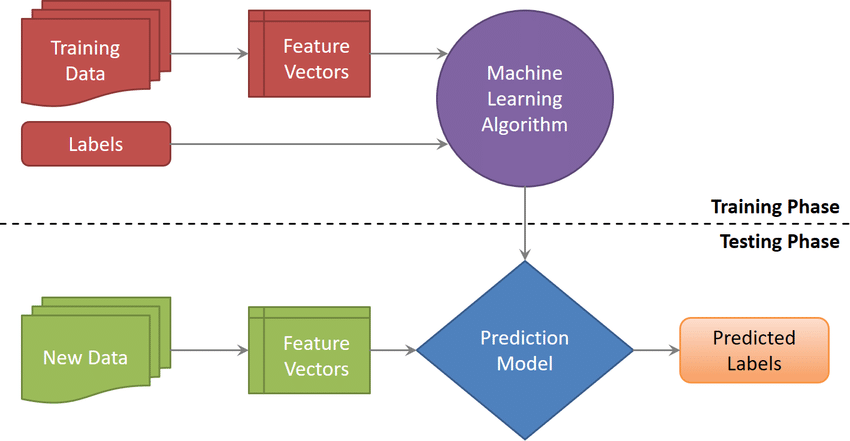 Training
Data
Feature
Vectors
Machine
Learning
Algorithm
Labels
Training Phase
Testing Phase
New Data
Feature
Vectors
Prediction
Model
Predicted
Labels